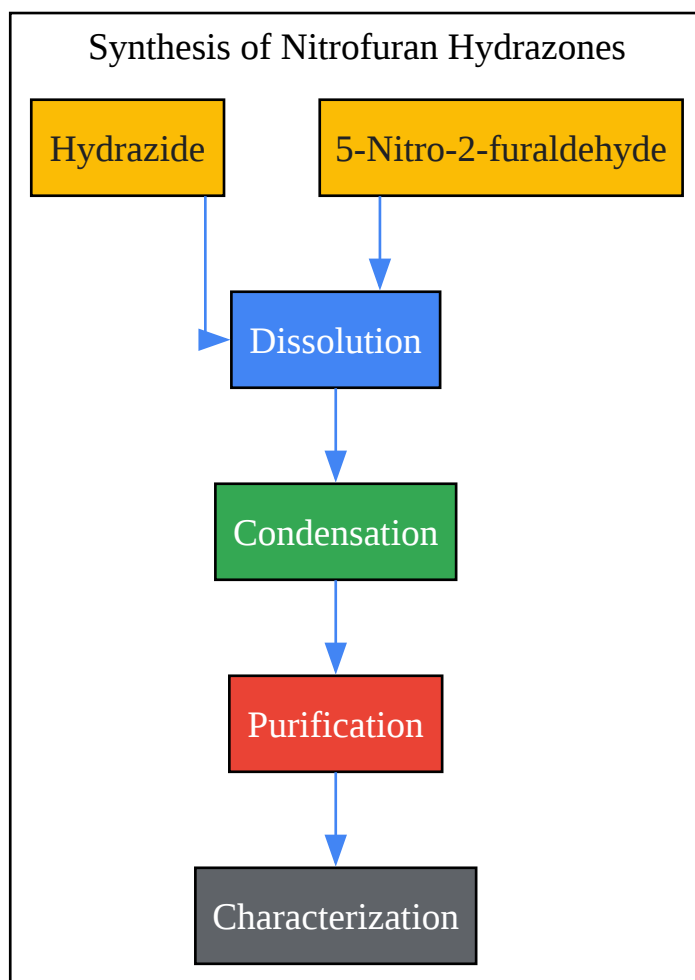 Synthesis of Nitrofuran Hydrazones
Hydrazide
5-Nitro-2-furaldehyde
Dissolution
Condensation
Purification
Characterization